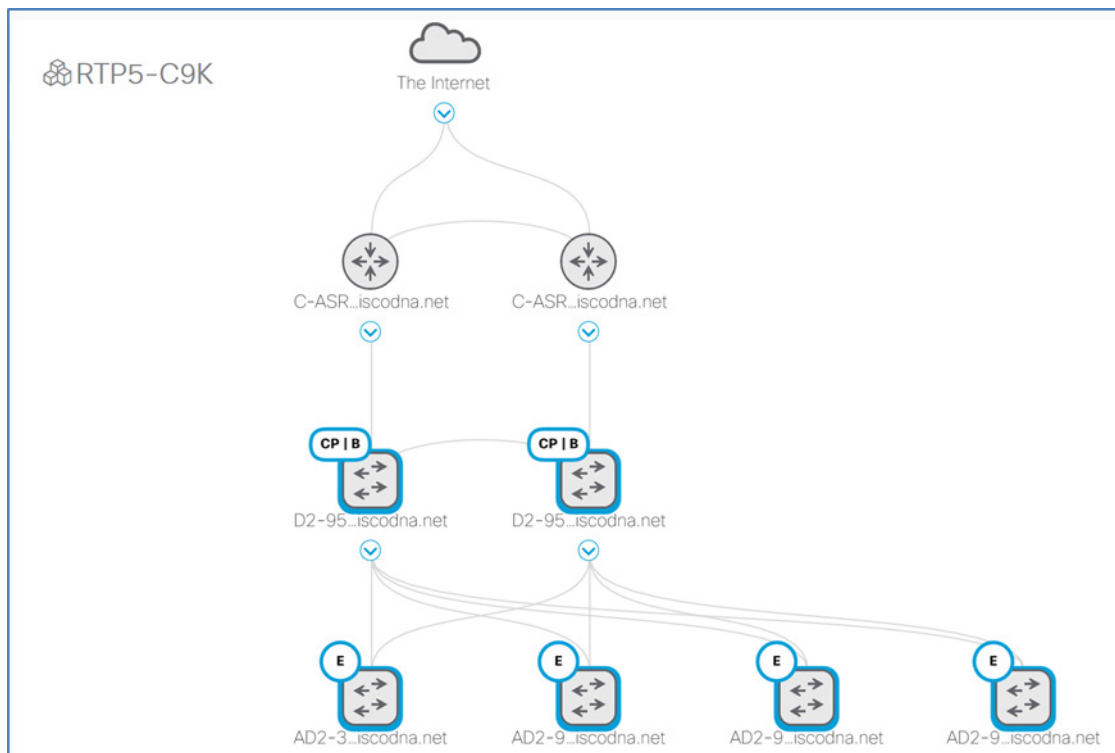 RTP5-C9K
The Internet
C-ASR...iscodna.net
C-ASR...iscodna.net
CP | B
CP | B
D2-95...iscodna.net
D2-95...iscodna.net
E
E
E
E
AD2-3...iscodna.net
AD2-9...iscodna.net
AD2-9...iscodna.net
AD2-9...iscodna.net